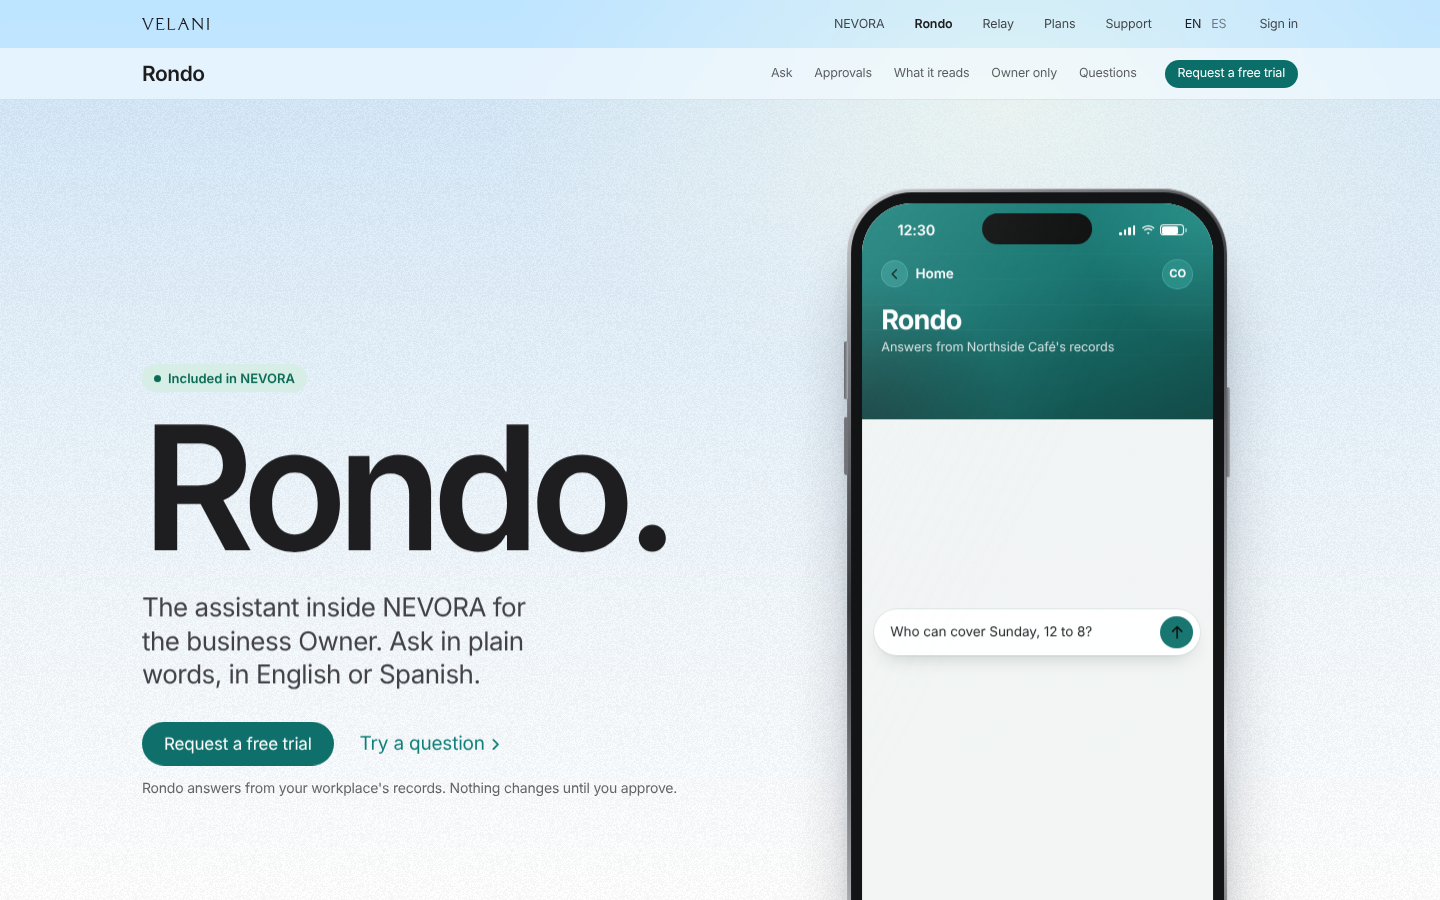 VELANI
NEVORA Rondo Relay Plans Support EN ES Sign in
Rondo
Ask Approvals What it reads Owner only Questions Request a free trial
Included in NEVORA
Rondo.
The assistant inside NEVORA for
the business Owner. Ask in plain
words, in English or Spanish.
Request a free trial Try a question
Rondo answers from your workplace's records. Nothing changes until you approve.
12:30
Home CO
Rondo
Answers from Northside Café's records
Who can cover Sunday, 12 to 8?